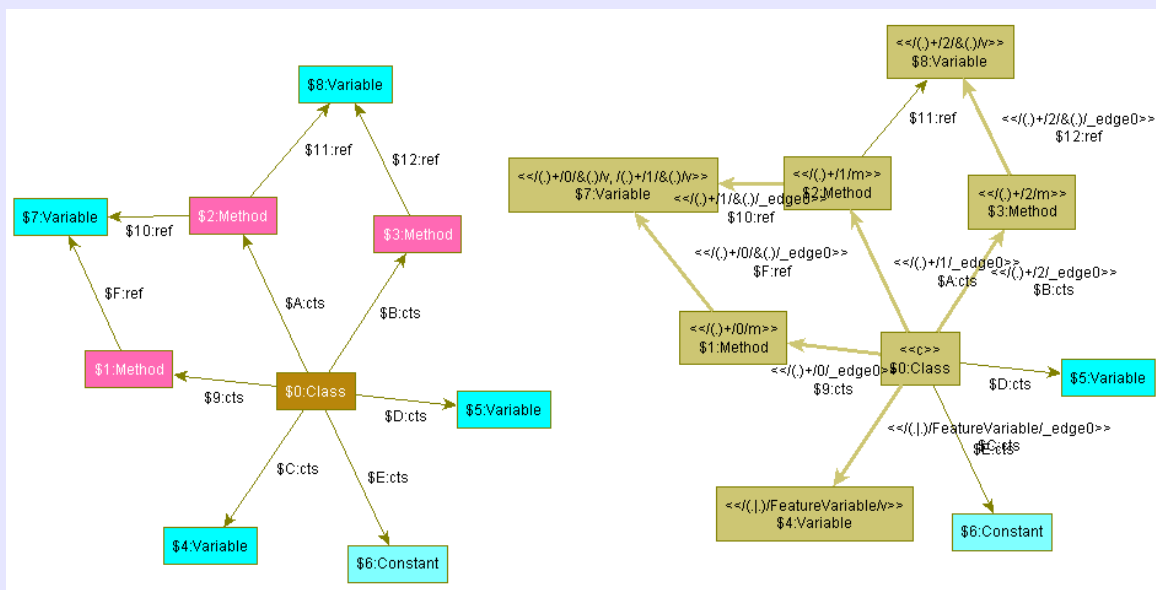 $8:Variable
$11:ref
$12:ref
$7:Variable
$2:Method
$10:ref
$3:Method
$F:ref
$A:cts
$B:cts
$1:Method
$9:cts
$0:Class
$D:cts
$5:Variable
$C:cts
$E:cts
$4:Variable
$6:Constant
<</(.)+/2/&(.)/v>>
$8:Variable
$11:ref
<</(.)+/2/&(.)/_edge0>>
$12:ref
<</(.)+/0/&(.)/v, /(.)+/1/&(.)/v>>
$7:Variable
<</(.)+/1/m>>
$2:Method
<</(.)+/1/&(.)/_edge0>>
$10:ref
<</(.)+/2/m>>
$3:Method
<</(.)+/0/&(.)/_edge0>>
$F:ref
<</(.)+/1/_edge0>>
$A:cts
<</(.)+/2/_edge0>>
$B:cts
<</(.)+/0/m>>
$1:Method
<<c>>
$0:Class
<</(.)+/0/_edge0>>
$9:cts
$D:cts
$5:Variable
<</(.|.)/FeatureVariable/_edge0>>
$C:cts
$E:cts
<</(.|.)/FeatureVariable/v>>
$4:Variable
$6:Constant